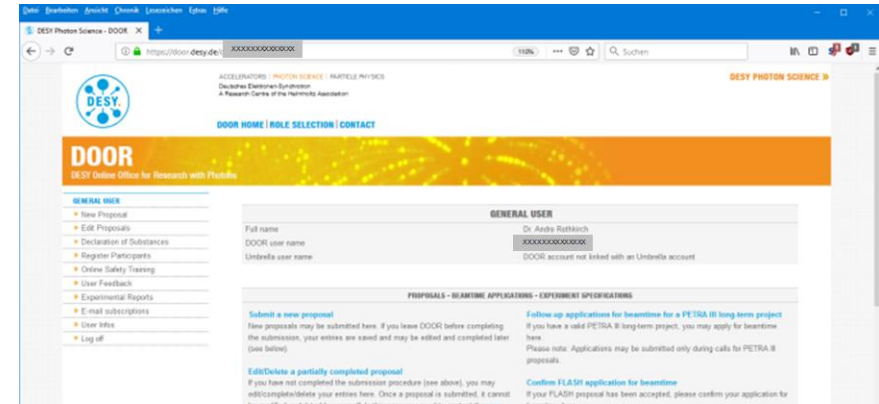 Datei Bearbeiten Ansicht Chronik Lesezeichen Extras Hilfe
DESY Photon Science - DOOR
https://door.desy.de/ XXXXXXXXXXXXX
110%
Suchen
DESY.
ACCELERATORS | PHOTON SCIENCE | PARTICLE PHYSICS
Deutsches Elektronen-Synchrotron
A Research Centre of the Helmholtz Association
DESY PHOTON SCIENCE »
DOOR HOME | ROLE SELECTION | CONTACT
DOOR
DESY Online Office for Research with Photons
GENERAL USER
New Proposal
Edit Proposals
Declaration of Substances
Register Participants
Online Safety Training
User Feedback
Experimental Reports
E-mail subscriptions
User Infos
Log off
GENERAL USER
Full name Dr. Andre Rothkirch
DOOR user name XXXXXXXXXXXXX
Umbrella user name DOOR account not linked with an Umbrella account
PROPOSALS - BEAMTIME APPLICATIONS - EXPERIMENT SPECIFICATIONS
Submit a new proposal
New proposals may be submitted here. If you leave DOOR before completing
the submission, your entries are saved and may be edited and completed later
(see below).
Edit/Delete a partially completed proposal
If you have not completed the submission procedure (see above), you may
edit/complete/delete your entries here. Once a proposal is submitted, it cannot
Follow-up applications for beamtime for a PETRA III long-term project
If you have a valid PETRA III long-term project, you may apply for beamtime
here.
Please note: Applications may be submitted only during calls for PETRA III
proposals.
Confirm FLASH application for beamtime
If your FLASH proposal has been accepted, please confirm your application for